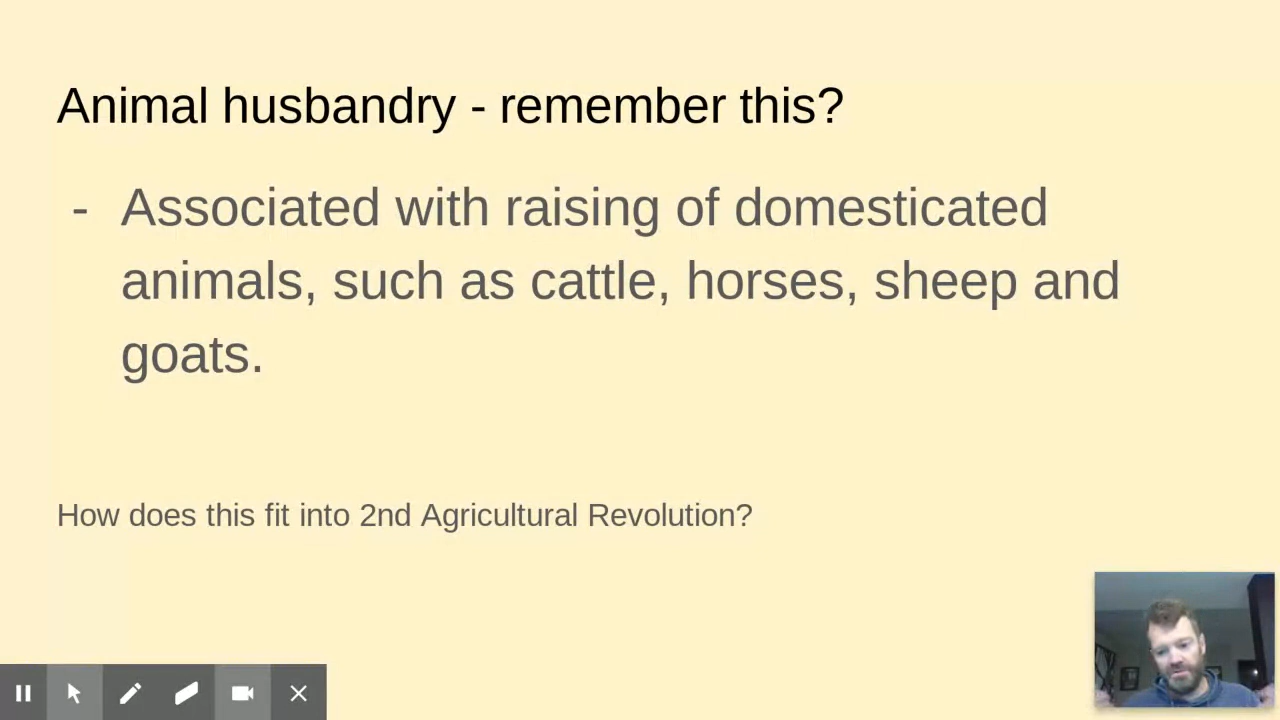 Animal husbandry - remember this?
- Associated with raising of domesticated
animals, such as cattle, horses, sheep and
goats.
How does this fit into 2nd Agricultural Revolution?